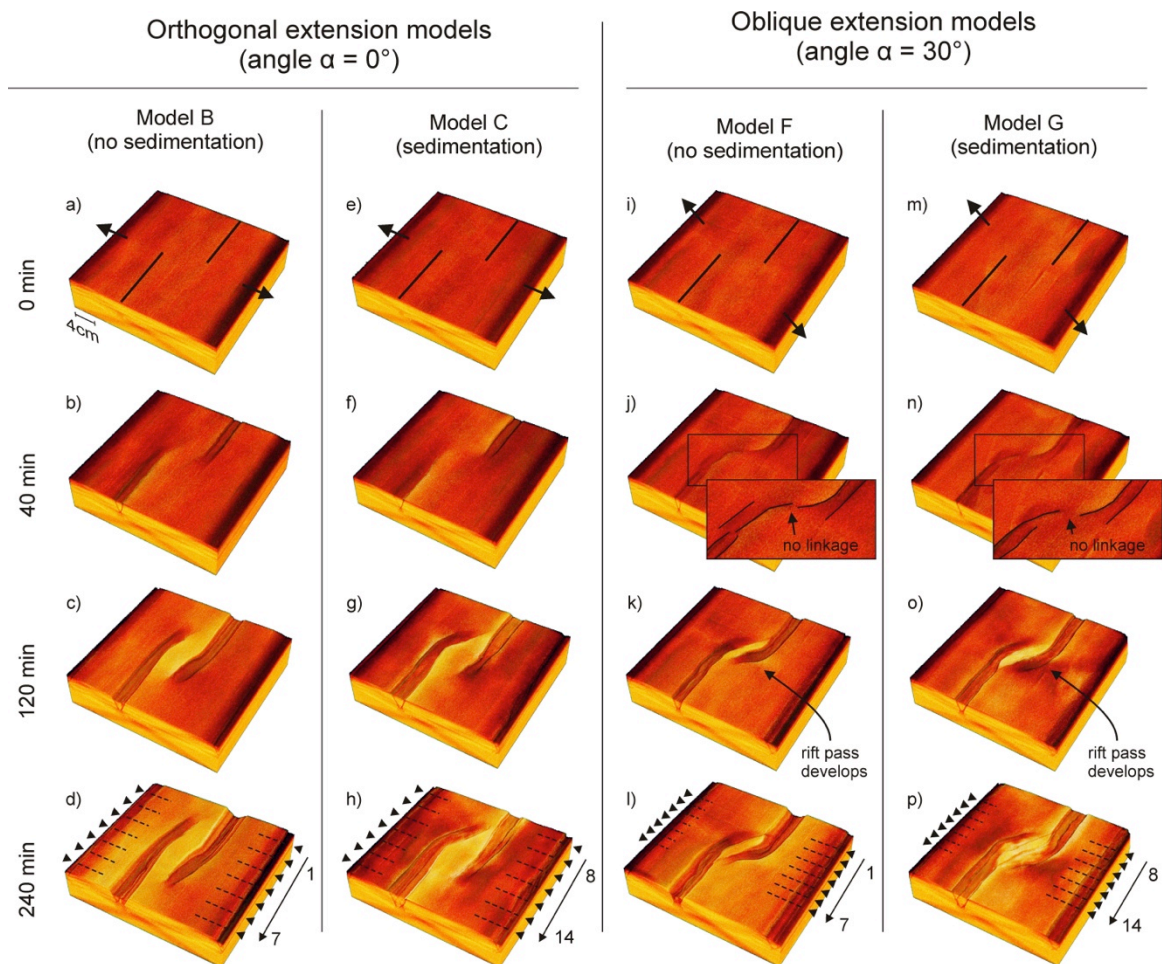 Orthogonal extension models
(angle α = 0°)
Oblique extension models
(angle α = 30°)
Model B
(no sedimentation)
Model C
(sedimentation)
Model F
(no sedimentation)
Model G
(sedimentation)
0 min
a)
e)
i)
m)
4cm
40 min
b)
f)
j)
n)
no linkage
no linkage
120 min
c)
g)
k)
o)
rift pass
develops
rift pass
develops
240 min
d)
h)
l)
p)
1
7
8
14
1
7
8
14